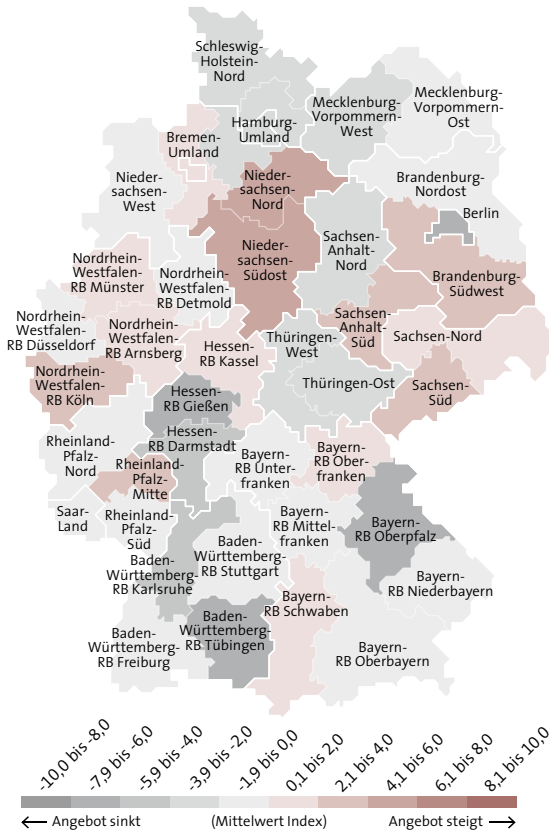 Schleswig-
Holstein-
Nord
Mecklenburg-
Vorpommern-
Ost
Mecklenburg-
Vorpommern-
West
Hamburg-
Umland
Bremen-
Umland
Nieder-
sachsen-
West
Nieder-
sachsen-
Nord
Brandenburg-
Nordost
Berlin
Nieder-
sachsen-
Südost
Sachsen-
Anhalt-
Nord
Nordrhein-
Westfalen-
RB Münster
Nordrhein-
Westfalen-
RB Detmold
Brandenburg-
Südwest
Nordrhein-
Westfalen-
RB Düsseldorf
Nordrhein-
Westfalen-
RB Arnsberg
Hessen-
RB Kassel
Thüringen-
West
Sachsen-
Anhalt-
Süd
Sachsen-Nord
Nordrhein-
Westfalen-
RB Köln
Hessen-
RB Gießen
Thüringen-Ost
Sachsen-
Süd
Hessen-
RB Darmstadt
Rheinland-
Pfalz-
Nord
Rheinland-
Pfalz-
Mitte
Bayern-
RB Unter-
franken
Bayern-
RB Ober-
franken
Saar-
Land
Rheinland-
Pfalz-
Süd
Bayern-
RB Mittel-
franken
Bayern-
RB Oberpfalz
Baden-
Württemberg-
RB Stuttgart
Baden-
Württemberg-
RB Karlsruhe
Bayern-
RB Niederbayern
Bayern-
RB Schwaben
Baden-
Württemberg-
RB Tübingen
Baden-
Württemberg-
RB Freiburg
Bayern-
RB Oberbayern
-10,0 bis -8,0
-7,9 bis -6,0
-5,9 bis -4,0
-3,9 bis -2,0
-1,9 bis 0,0
0,1 bis 2,0
2,1 bis 4,0
4,1 bis 6,0
6,1 bis 8,0
8,1 bis 10,0
Angebot sinkt (Mittelwert Index) Angebot steigt